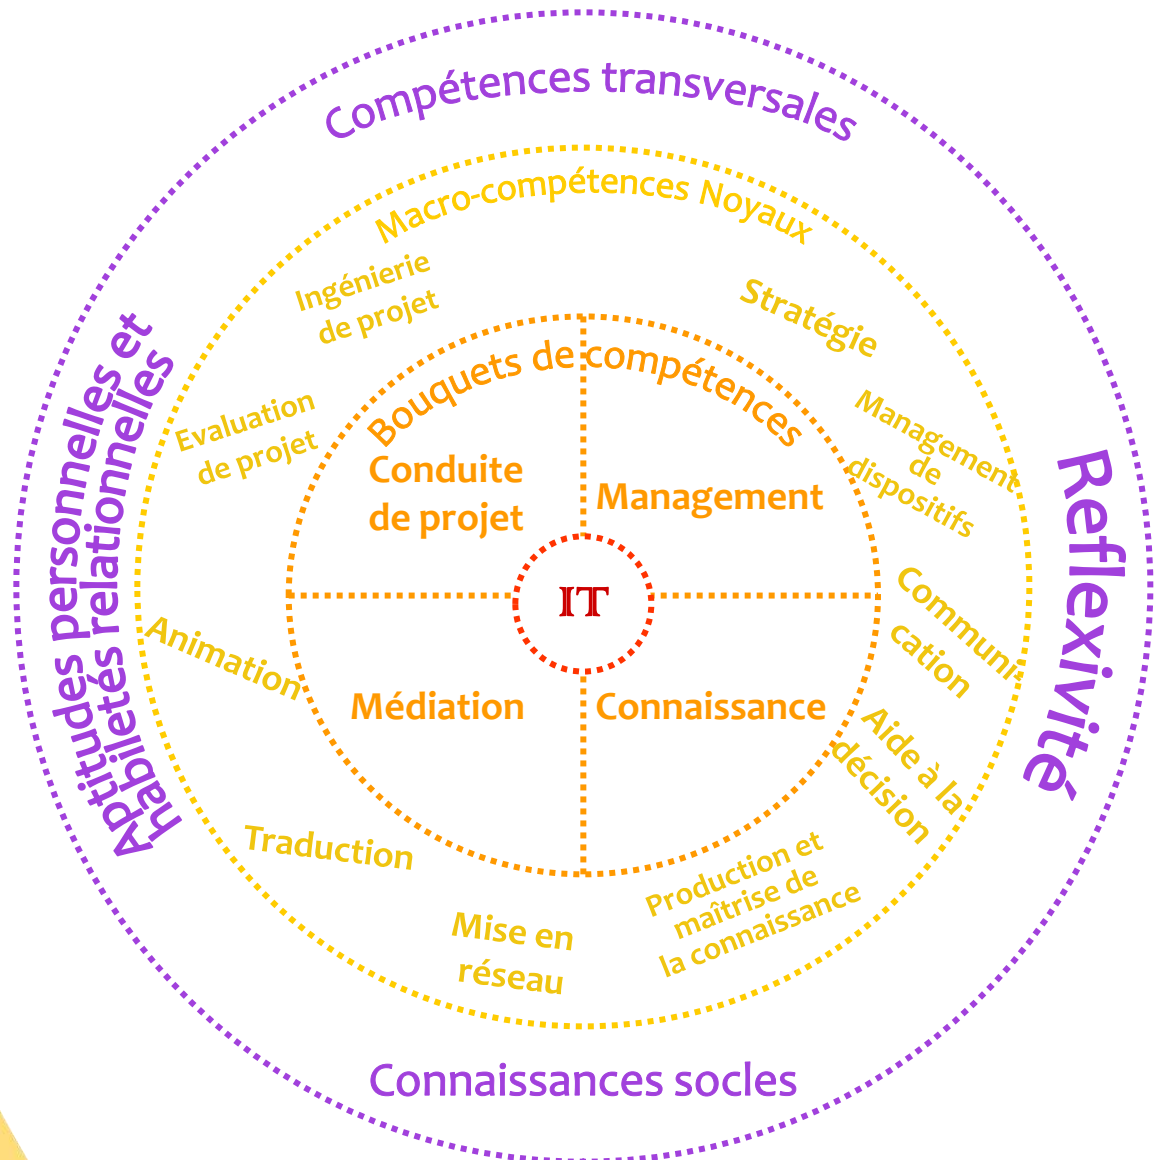 Compétences transversales
Macro-compétences Noyaux
Ingénierie
de projet
Stratégie
Bouquets de compétences
Evaluation
de projet
Management
de
dispositifs
Conduite
de projet
Management
Aptitudes personnelles et
habiletés relationnelles
Reflexivité
IT
Communi-
cation
Animation
Médiation
Connaissance
Aide à la
décision
Traduction
Production et
maîtrise de
la connaissance
Mise en
réseau
Connaissances socles